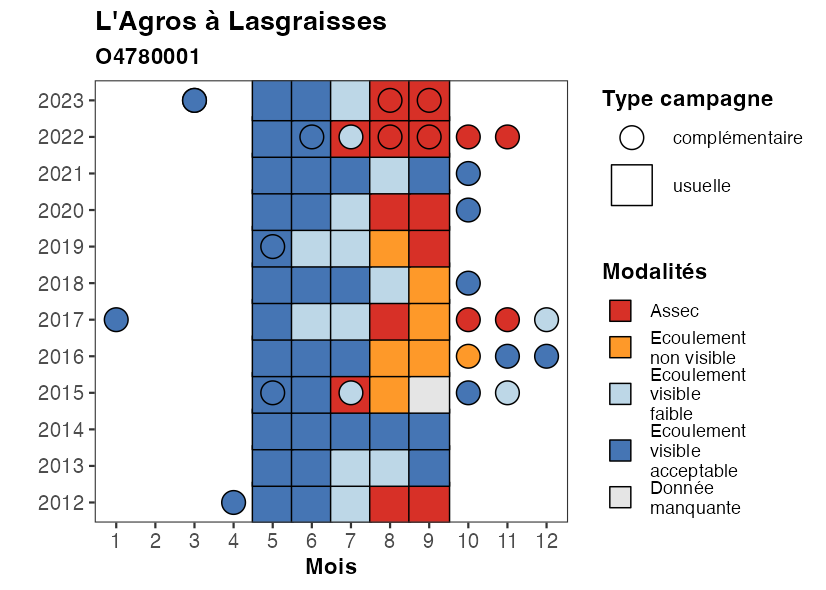 L'Agros à Lasgraisses
O4780001
2023
2022
2021
2020
2019
2018
2017
2016
2015
2014
2013
2012
1 2 3 4 5 6 7 8 9 10 11 12
Mois
Type campagne
complémentaire
usuelle
Modalités
Assec
Ecoulement
non visible
Ecoulement
visible
faible
Ecoulement
visible
acceptable
Donnée
manquante